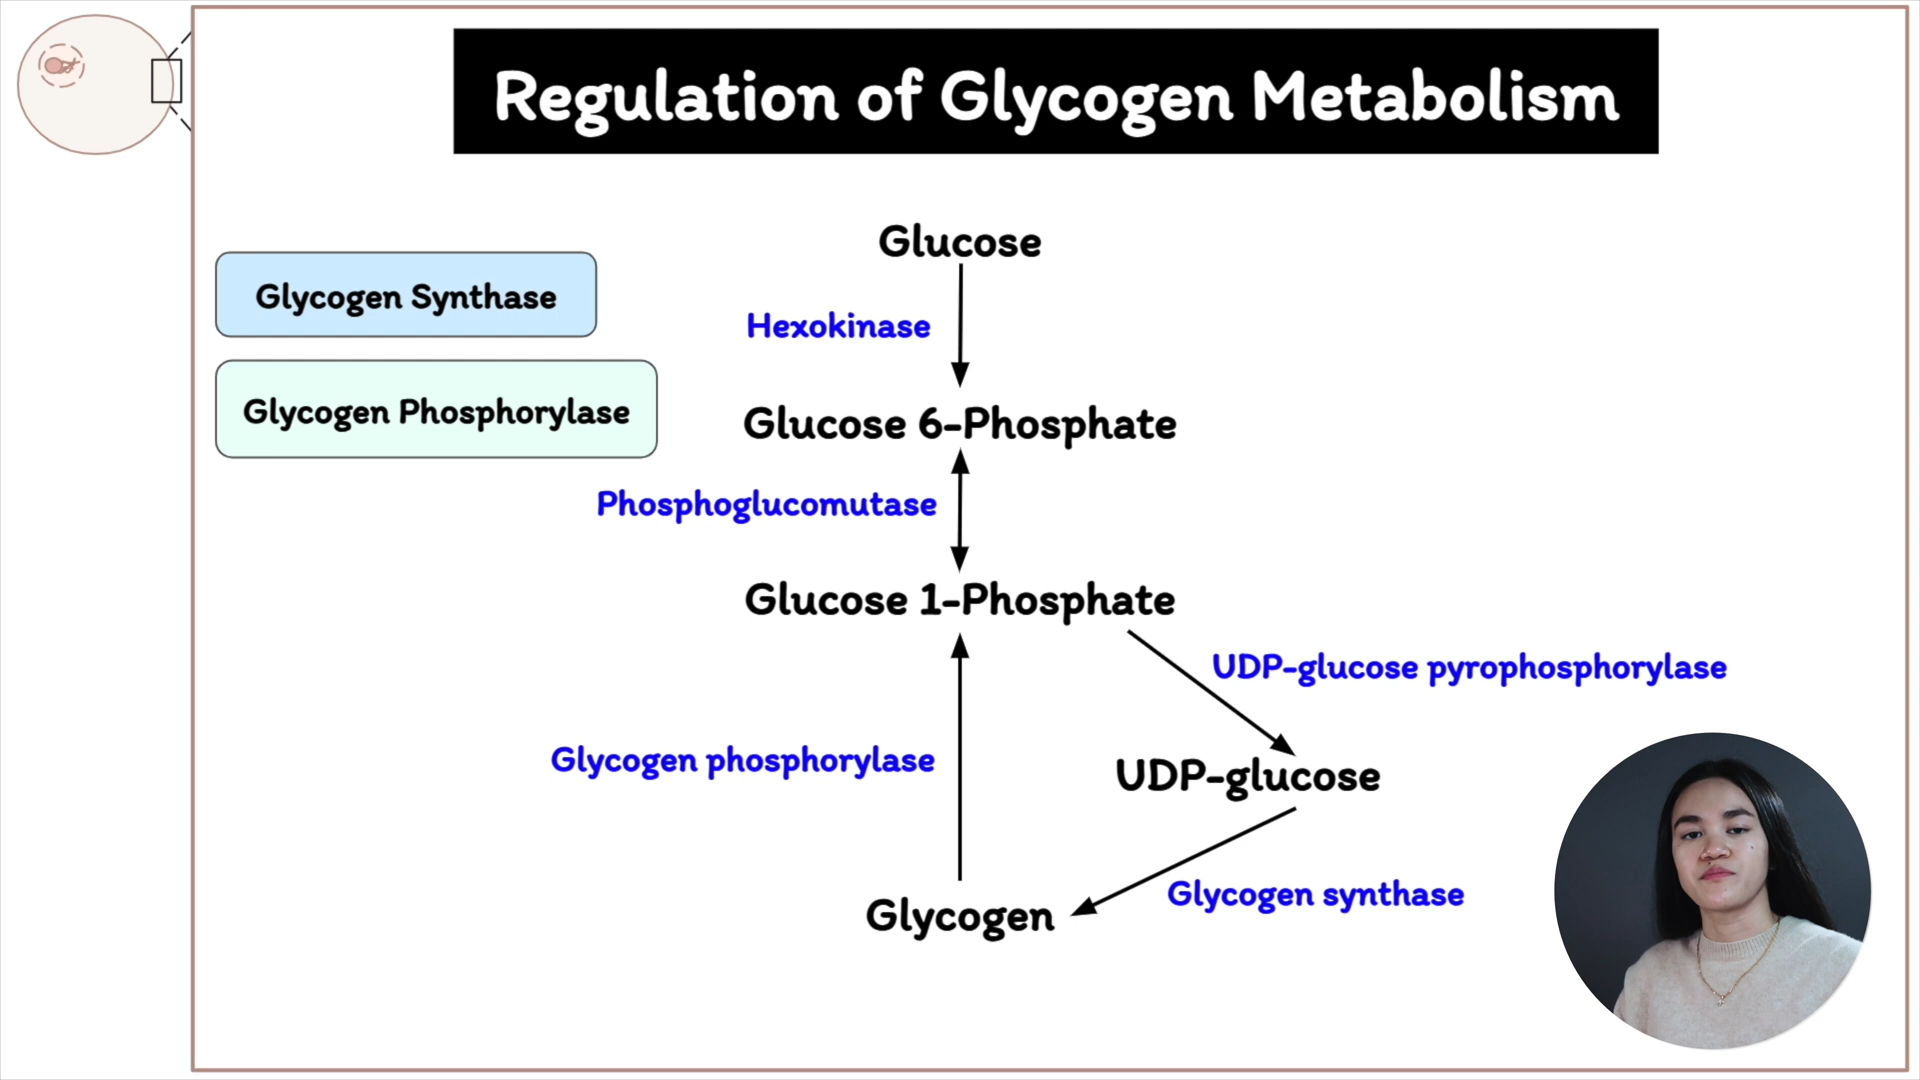 Regulation of Glycogen Metabolism
Glucose
Glycogen Synthase
Hexokinase
Glycogen Phosphorylase
Glucose 6-Phosphate
Phosphoglucomutase
Glucose 1-Phosphate
UDP-glucose pyrophosphorylase
Glycogen phosphorylase
UDP-glucose
Glycogen synthase
Glycogen